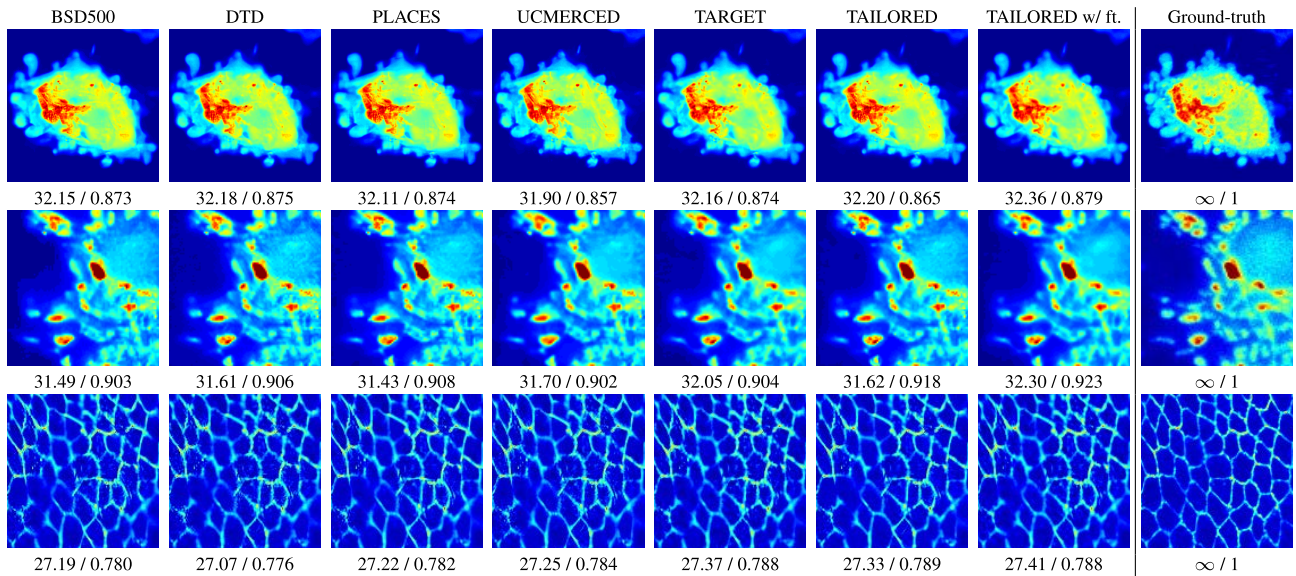 BSD500 DTD PLACES UCMERCED TARGET TAILORED TAILORED w/ ft. Ground-truth
32.15 / 0.873 32.18 / 0.875 32.11 / 0.874 31.90 / 0.857 32.16 / 0.874 32.20 / 0.865 32.36 / 0.879 ∞ / 1
31.49 / 0.903 31.61 / 0.906 31.43 / 0.908 31.70 / 0.902 32.05 / 0.904 31.62 / 0.918 32.30 / 0.923 ∞ / 1
27.19 / 0.780 27.07 / 0.776 27.22 / 0.782 27.25 / 0.784 27.37 / 0.788 27.33 / 0.789 27.41 / 0.788 ∞ / 1